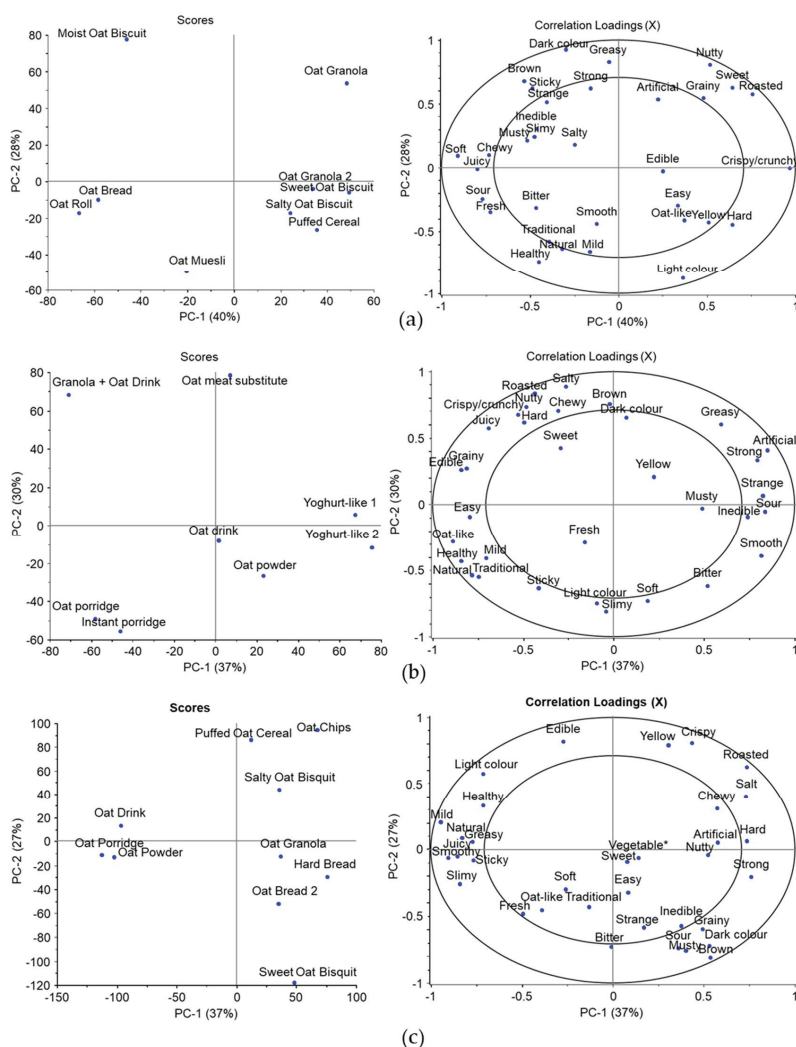 Scores
80
60
40
20
0
-20
-40
-60
-80
PC-2 (28%)
Moist Oat Biscuit
Oat Granola
Oat Granola 2
Sweet Oat Biscuit
Oat Bread
Oat Roll
Salty Oat Biscuit
Puffed Cereal
Oat Muesli
-80 -60 -40 -20 0 20 40 60
PC-1 (40%)
Correlation Loadings (X)
1
0.5
0
-0.5
-1
PC-2 (28%)
Dark colour
Greasy
Nutty
Brown
Sticky
Strong
Sweet
Strange
Artificial
Grainy
Roasted
Inedible
Slimy
Musty
Salty
Soft
Chewy
Juicy
Edible
Crispy/crunchy
Sour
Fresh
Bitter
Easy
Smooth
Oat-like
Yellow
Hard
Traditional
Natural
Mild
Healthy
Light colour
-1 -0.5 0 0.5 1
PC-1 (40%)
(a)
Scores
80
60
40
20
0
-20
-40
-60
PC-2 (30%)
Granola + Oat Drink
Oat meat substitute
Yoghurt-like 1
Oat drink
Yoghurt-like 2
Oat powder
Oat porridge
Instant porridge
-80 -60 -40 -20 0 20 40 60 80
PC-1 (37%)
Correlation Loadings (X)
1
0.5
0
-0.5
-1
PC-2 (30%)
Roasted
Salty
Nutty
Crispy/crunchy
Chewy
Brown
Juicy
Hard
Dark colour
Greasy
Artificial
Sweet
Strong
Grainy
Edible
Yellow
Strange
Musty
Sour
Easy
Inedible
Oat-like
Fresh
Smooth
Mild
Healthy
Natural
Traditional
Bitter
Sticky
Light colour
Soft
Slimy
-1 -0.5 0 0.5 1
PC-1 (37%)
(b)
Scores
100
80
60
40
20
0
-20
-40
-60
-80
-100
-120
PC-2 (27%)
Puffed Oat Cereal
Oat Chips
Salty Oat Bisquit
Oat Drink
Oat Porridge
Oat Powder
Oat Granola
Hard Bread
Oat Bread 2
Sweet Oat Bisquit
-150 -100 -50 0 50 100
PC-1 (37%)
Correlation Loadings (X)
1
0.5
0
-0.5
-1
PC-2 (27%)
Edible
Yellow
Crispy
Light colour
Roasted
Healthy
Salt
Chewy
Mild
Natural
Greasy
Juicy
Smoothy
Sticky
Vegetable*
Sweet
Artificial
Nutty
Hard
Strong
Slimy
Soft
Easy
Fresh
Oat-like
Traditional
Strange
Inedible
Grainy
Bitter
Sour
Dark colour
Musty
Brown
-1 -0.5 0 0.5 1
PC-1 (37%)
(c)